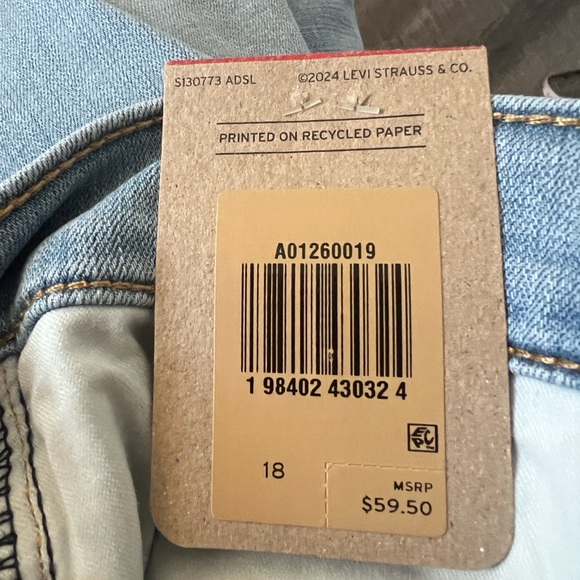 S130773 ADSL ©2024 LEVI STRAUSS & CO.
PRINTED ON RECYCLED PAPER
A01260019
1 98402 43032 4
EPC™
18
MSRP
$59.50